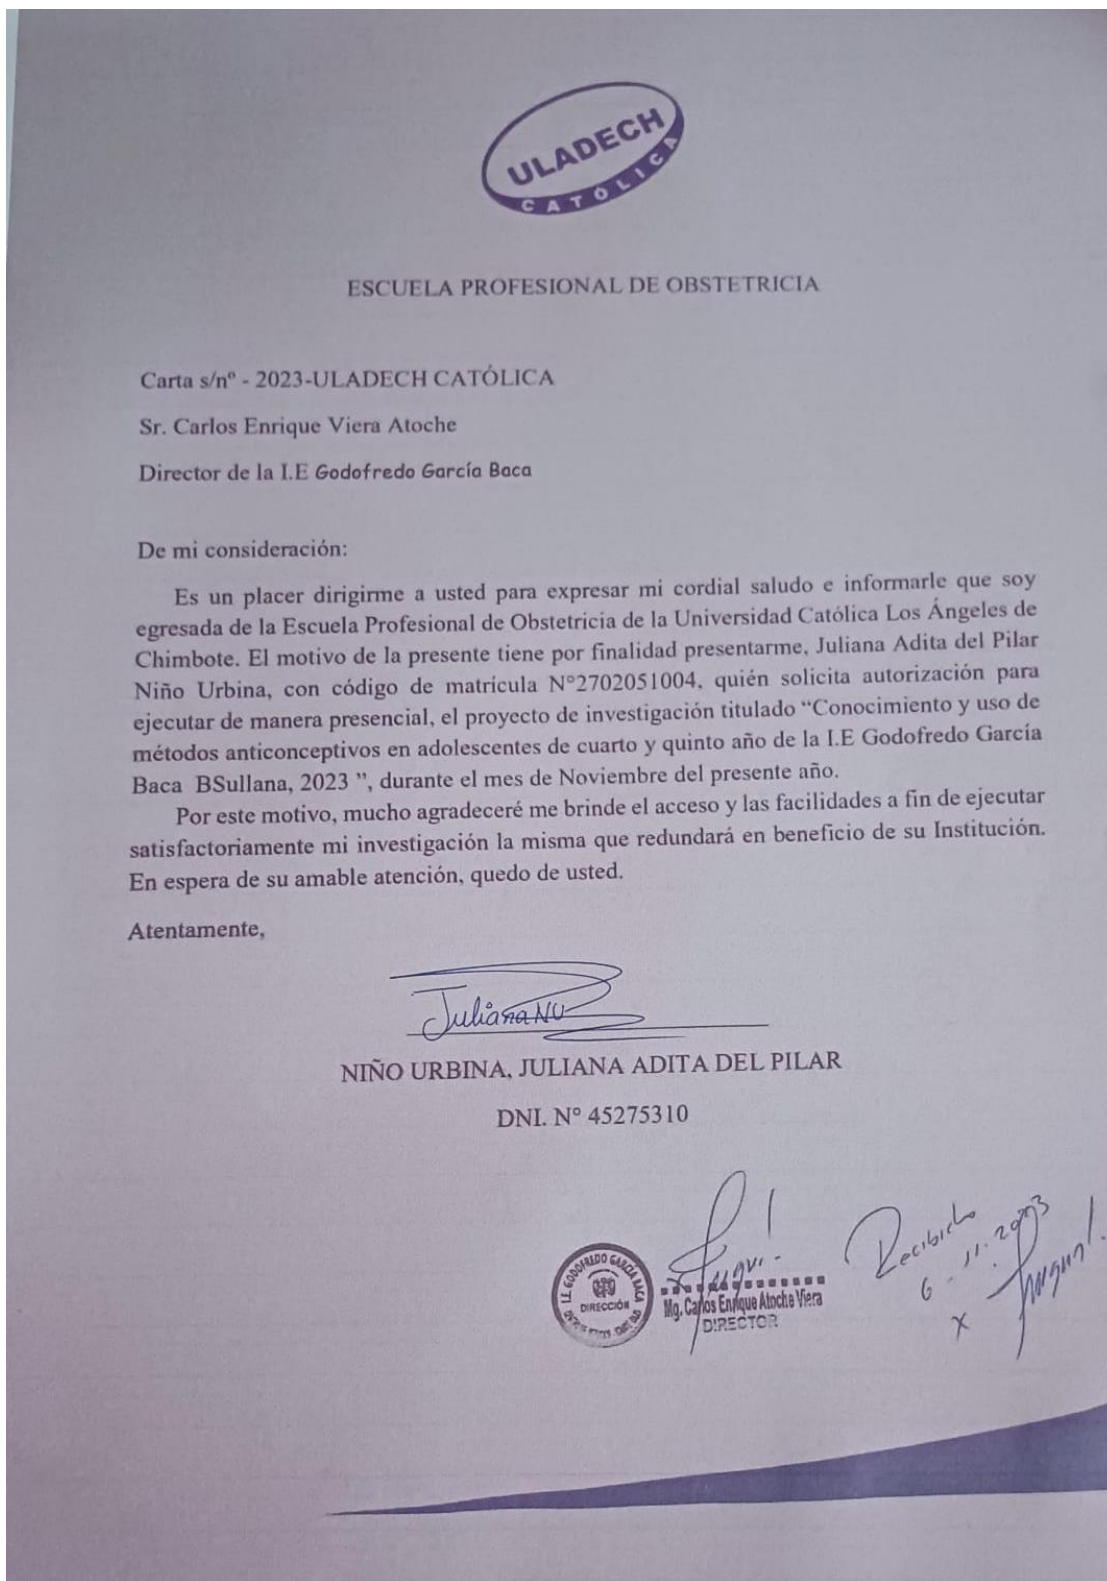 ULADECH
CATÓLICA
ESCUELA PROFESIONAL DE OBSTETRICIA
Carta s/nº - 2023-ULADECH CATÓLICA
Sr. Carlos Enrique Viera Atoche
Director de la I.E Godofredo García Baca
De mi consideración:
Es un placer dirigirme a usted para expresar mi cordial saludo e informarle que soy
egresada de la Escuela Profesional de Obstetricia de la Universidad Católica Los Ángeles de
Chimbote. El motivo de la presente tiene por finalidad presentarme, Juliana Adita del Pilar
Niño Urbina, con código de matrícula N°2702051004, quién solicita autorización para
ejecutar de manera presencial, el proyecto de investigación titulado “Conocimiento y uso de
métodos anticonceptivos en adolescentes de cuarto y quinto año de la I.E Godofredo García
Baca BSullana, 2023 ”, durante el mes de Noviembre del presente año.
Por este motivo, mucho agradeceré me brinde el acceso y las facilidades a fin de ejecutar
satisfactoriamente mi investigación la misma que redundará en beneficio de su Institución.
En espera de su amable atención, quedo de usted.
Atentamente,
Juliana NU
NIÑO URBINA, JULIANA ADITA DEL PILAR
DNI. N° 45275310
I.E. GODOFREDO GARCIA BACA
DIRECCIÓN
Mg. Carlos Enrique Atoche Viera
DIRECTOR
Recibido
6 - 11. 2023
x